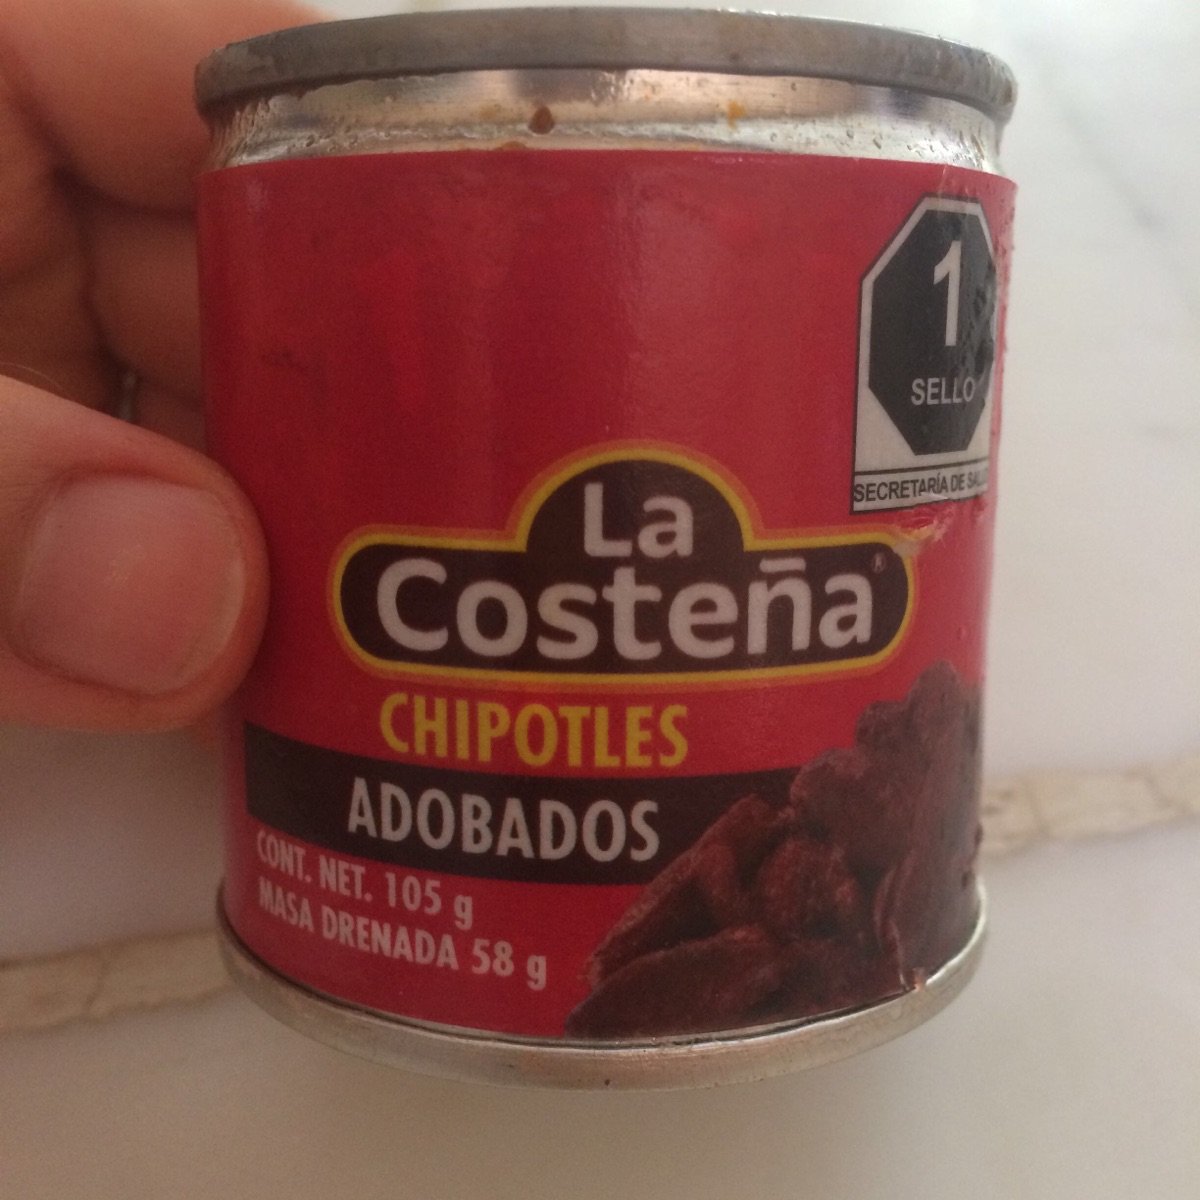 1
SELLO
SECRETARÍA DE SALUD
La
Costeña®
CHIPOTLES
ADOBADOS
CONT. NET. 105 g
MASA DRENADA 58 g